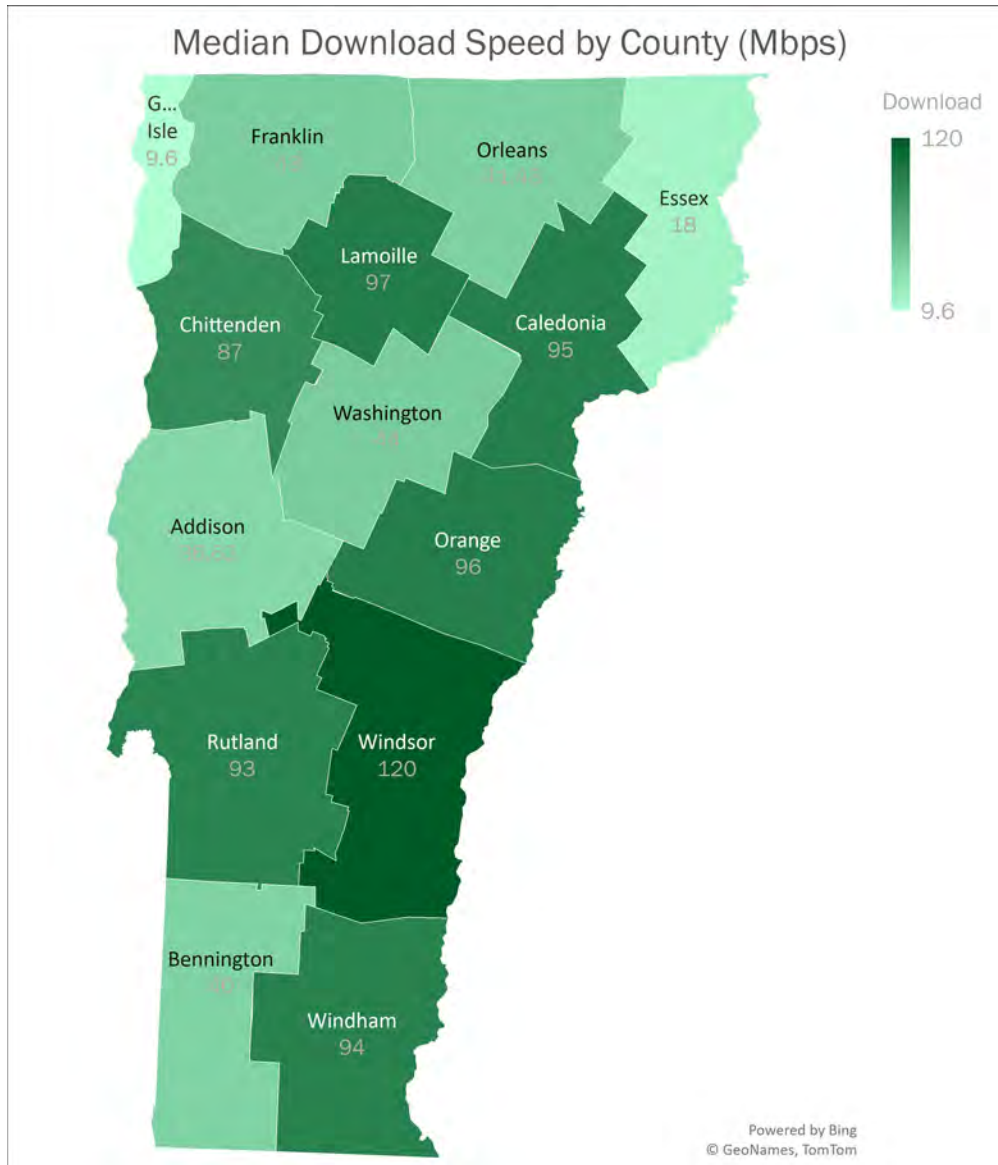 Median Download Speed by County (Mbps)
G...
Isle
9.6
Franklin
Orleans
Essex
18
Lamoille
97
Chittenden
87
Caledonia
95
Washington
Addison
Orange
96
Rutland
93
Windsor
120
Bennington
40
Windham
94
Download
120
9.6
Powered by Bing
© GeoNames, TomTom